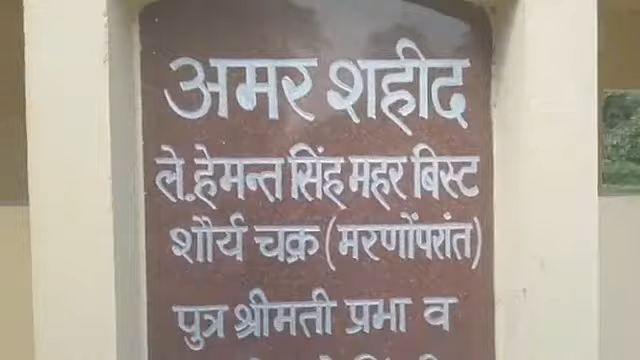 अमर शहीद
ले.हेमन्त सिंह महर बिस्ट
शौर्य चक्र (मरणोंपरांत)
पुत्र श्रीमती प्रभा व